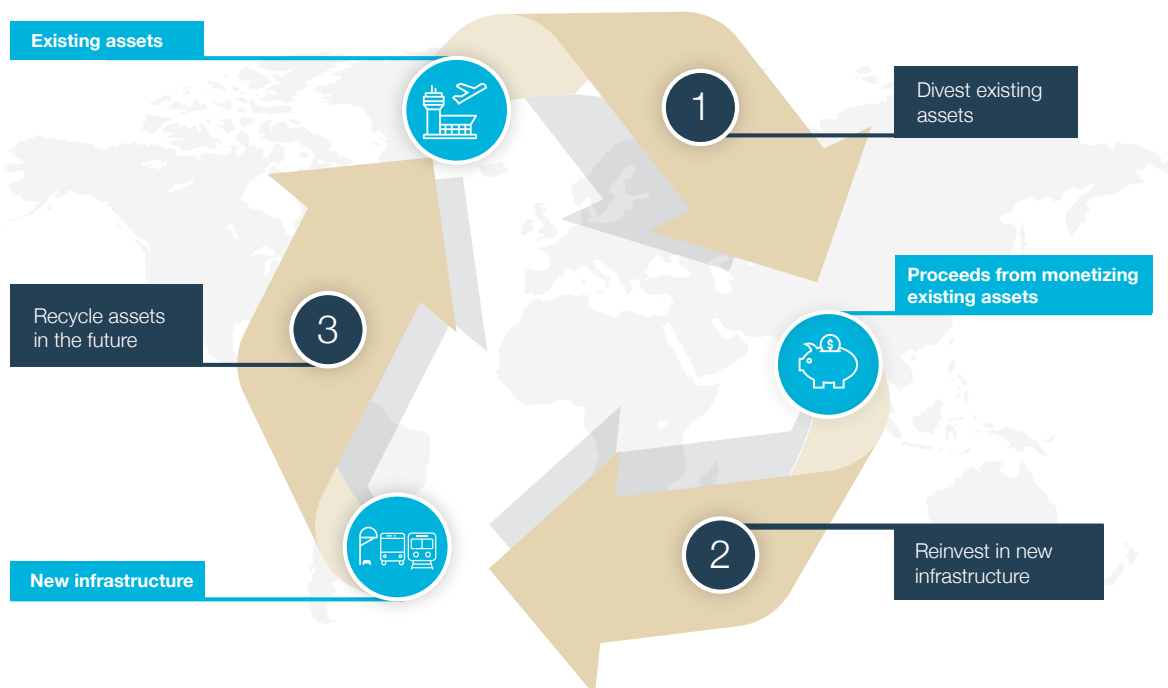 Existing assets
1
Divest existing
assets
Proceeds from monetizing
existing assets
$
Recycle assets
in the future
3
2
Reinvest in new
infrastructure
New infrastructure